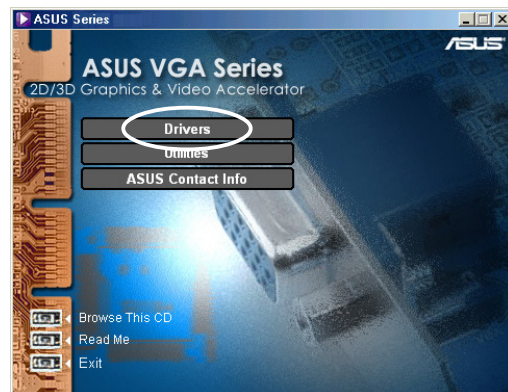 ASUS Series
ASUS
ASUS VGA Series
2D/3D Graphics & Video Accelerator
Drivers
Utilities
ASUS Contact Info
Browse This CD
Read Me
Exit